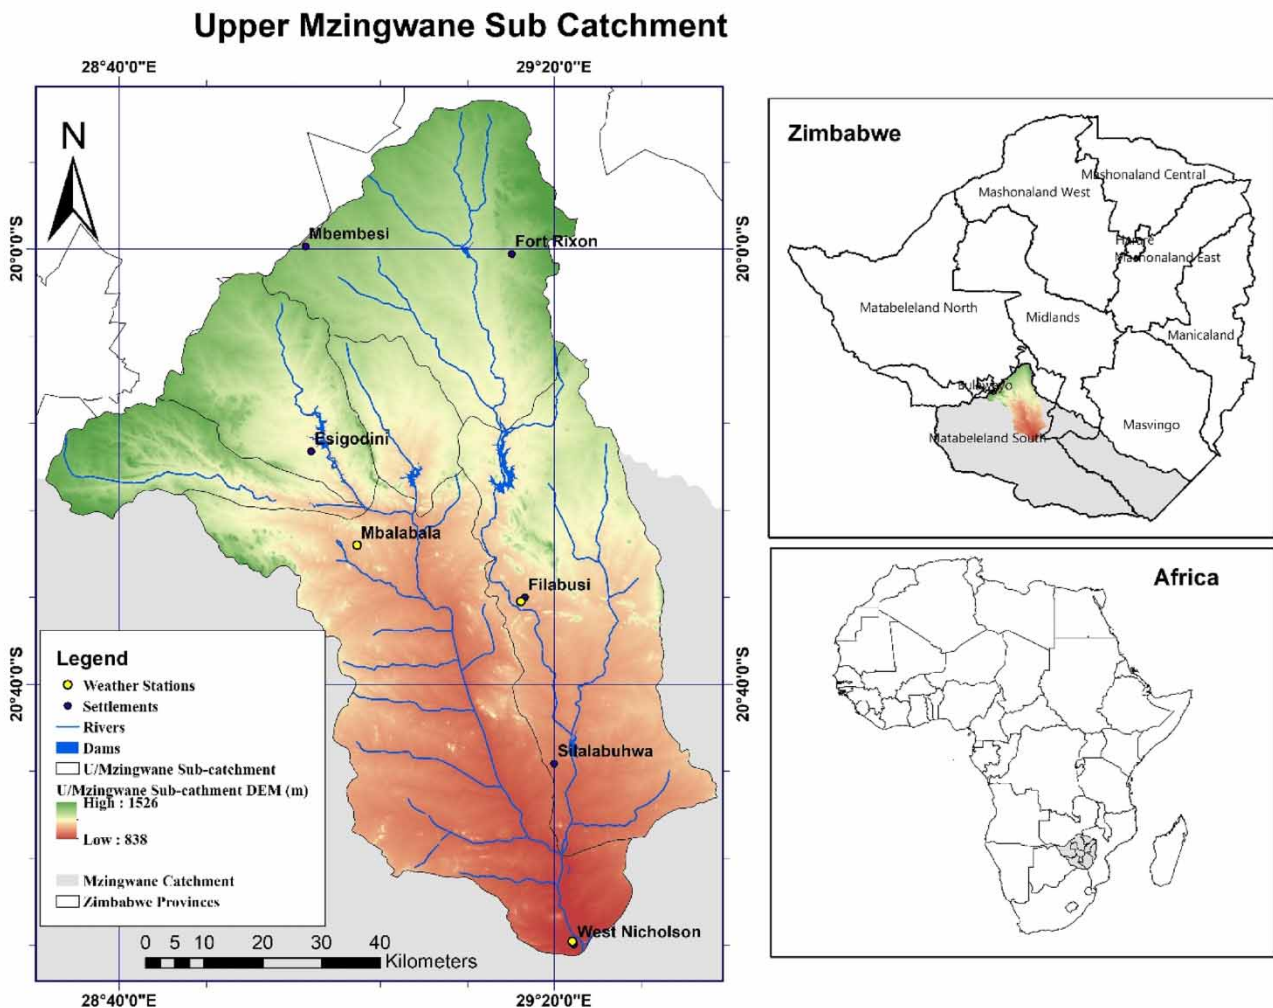 Upper Mzingwane Sub Catchment
28°40'0"E
29°20'0"E
N
20°0'0"S
20°0'0"S
Mbembesi
Fort Rixon
Esigodini
Mbalabala
Filabusi
20°40'0"S
20°40'0"S
Sitalabuhwa
West Nicholson
Legend
Weather Stations
Settlements
Rivers
Dams
U/Mzingwane Sub-catchment
U/Mzingwane Sub-cathment DEM (m)
High : 1526
Low : 838
Mzingwane Catchment
Zimbabwe Provinces
0 5 10 20 30 40
Kilometers
28°40'0"E
29°20'0"E
Zimbabwe
Mashonaland Central
Mashonaland West
Harare
Mashonaland East
Matabeleland North
Midlands
Manicaland
Bulawayo
Masvingo
Matabeleland South
Africa